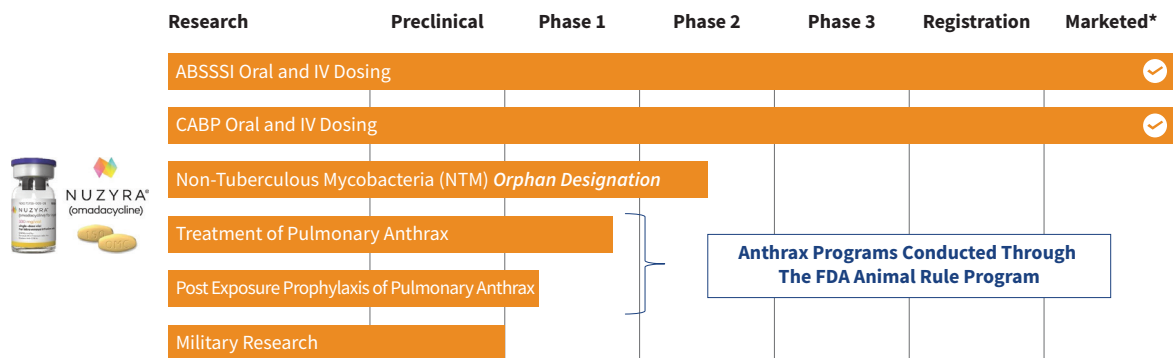 Research Preclinical Phase 1 Phase 2 Phase 3 Registration Marketed*
ABSSSI Oral and IV Dosing
CABP Oral and IV Dosing
Non-Tuberculous Mycobacteria (NTM) Orphan Designation
NUZYRA®
(omadacycline)
NUZYRA
Treatment of Pulmonary Anthrax
Anthrax Programs Conducted Through
The FDA Animal Rule Program
Post Exposure Prophylaxis of Pulmonary Anthrax
Military Research